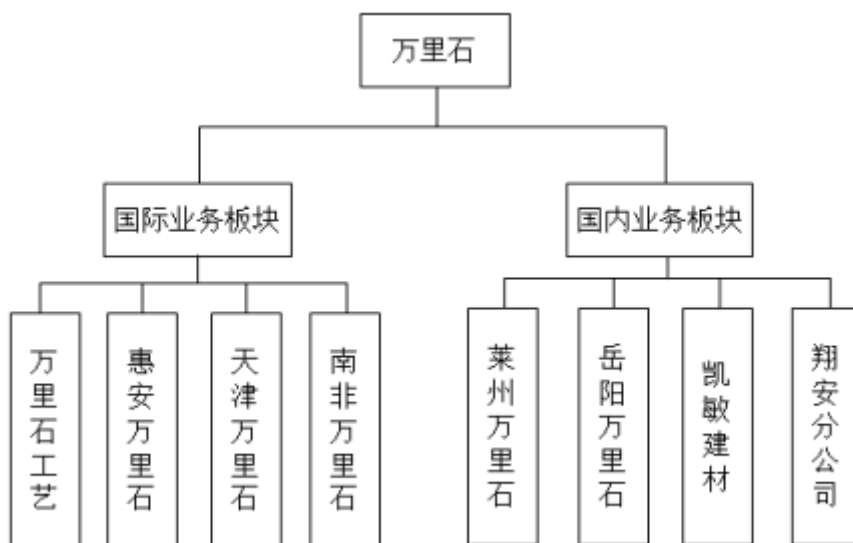 万里石
国际业务板块
国内业务板块
万里石工艺
惠安万里石
天津万里石
南非万里石
莱州万里石
岳阳万里石
凯敏建材
翔安分公司